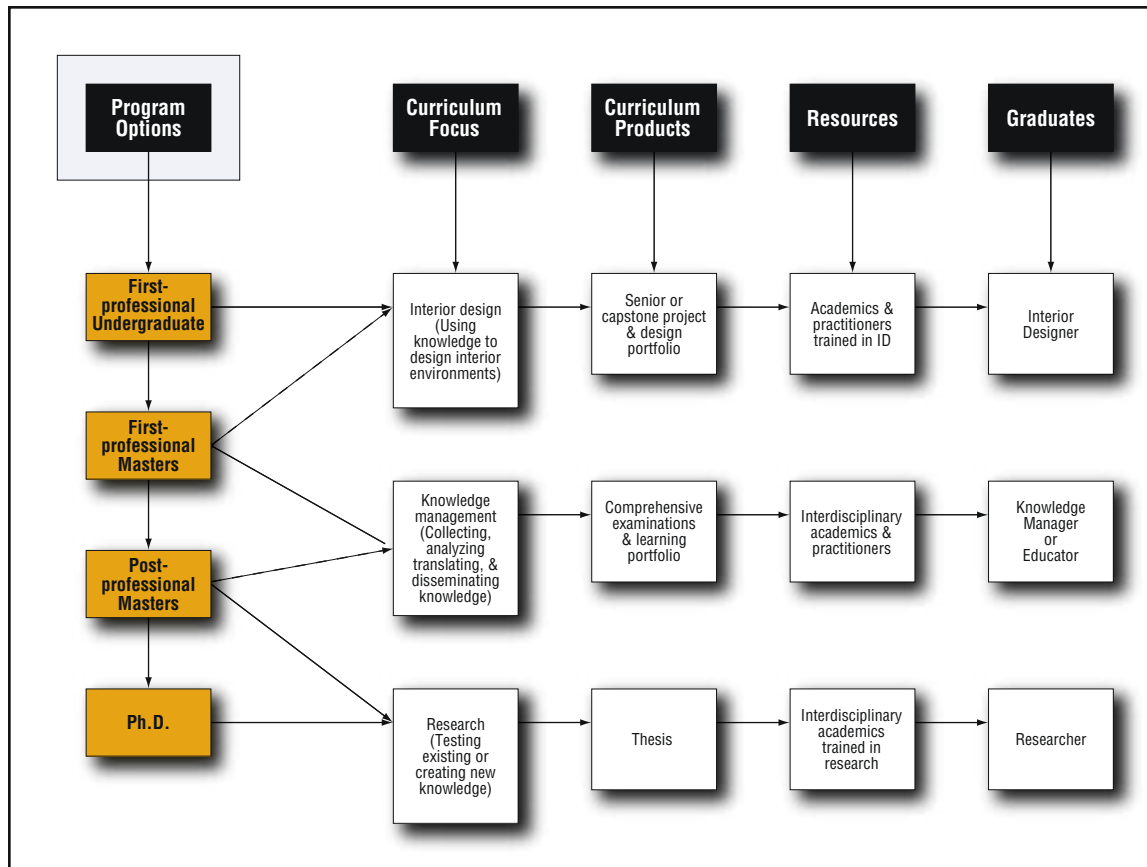 Program
Options
Curriculum
Focus
Curriculum
Products
Resources
Graduates
First-
professional
Undergraduate
Interior design
(Using
knowledge to
design interior
environments)
Senior or
capstone project
& design
portfolio
Academics &
practitioners
trained in ID
Interior
Designer
First-
professional
Masters
Knowledge
management
(Collecting,
analyzing
translating, &
disseminating
knowledge)
Comprehensive
examinations
& learning
portfolio
Interdisciplinary
academics &
practitioners
Knowledge
Manager
or
Educator
Post-
professional
Masters
Ph.D.
Research
(Testing
existing or
creating new
knowledge)
Thesis
Interdisciplinary
academics
trained in
research
Researcher